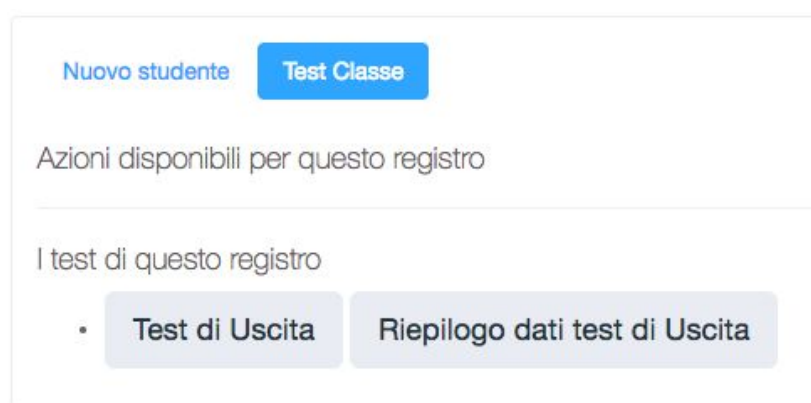 Nuovo studente Test Classe
Azioni disponibili per questo registro
I test di questo registro
• Test di Uscita Riepilogo dati test di Uscita